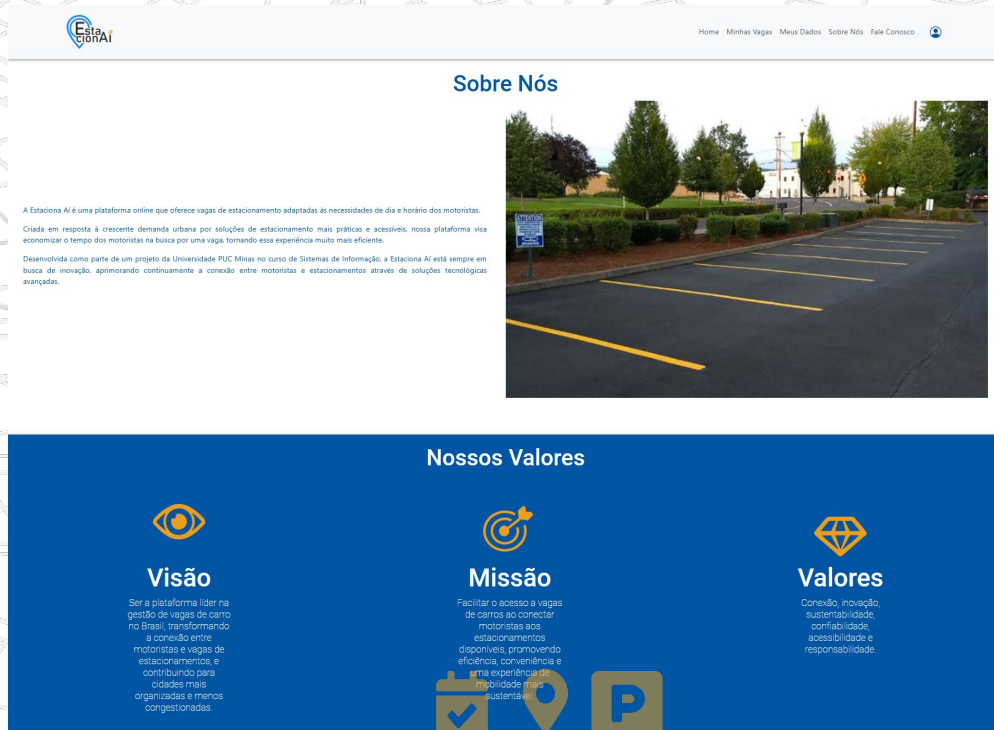 Esta
cionAí
Home Minhas Vagas Meus Dados Sobre Nós Fale Conosco
Sobre Nós
A Estaciona Aí é uma plataforma online que oferece vagas de estacionamento adaptadas às necessidades de dia e horário dos motoristas.
Criada em resposta à crescente demanda urbana por soluções de estacionamento mais práticas e acessíveis, nossa plataforma visa
economizar o tempo dos motoristas na busca por uma vaga, tornando essa experiência muito mais eficiente.
Desenvolvida como parte de um projeto da Universidade PUC Minas no curso de Sistemas de Informação, a Estaciona Aí está sempre em
busca de inovação, aprimorando continuamente a conexão entre motoristas e estacionamentos através de soluções tecnológicas
avançadas.
ATTENTION
Nossos Valores
Visão
Ser a plataforma líder na
gestão de vagas de carro
no Brasil, transformando
a conexão entre
motoristas e vagas de
estacionamentos, e
contribuindo para
cidades mais
organizadas e menos
congestionadas.
Missão
Facilitar o acesso a vagas
de carros ao conectar
motoristas aos
estacionamentos
disponíveis, promovendo
eficiência, conveniência e
uma experiência de
mobilidade mais
sustentável.
Valores
Conexão, inovação,
sustentabilidade,
confiabilidade,
acessibilidade e
responsabilidade.
P